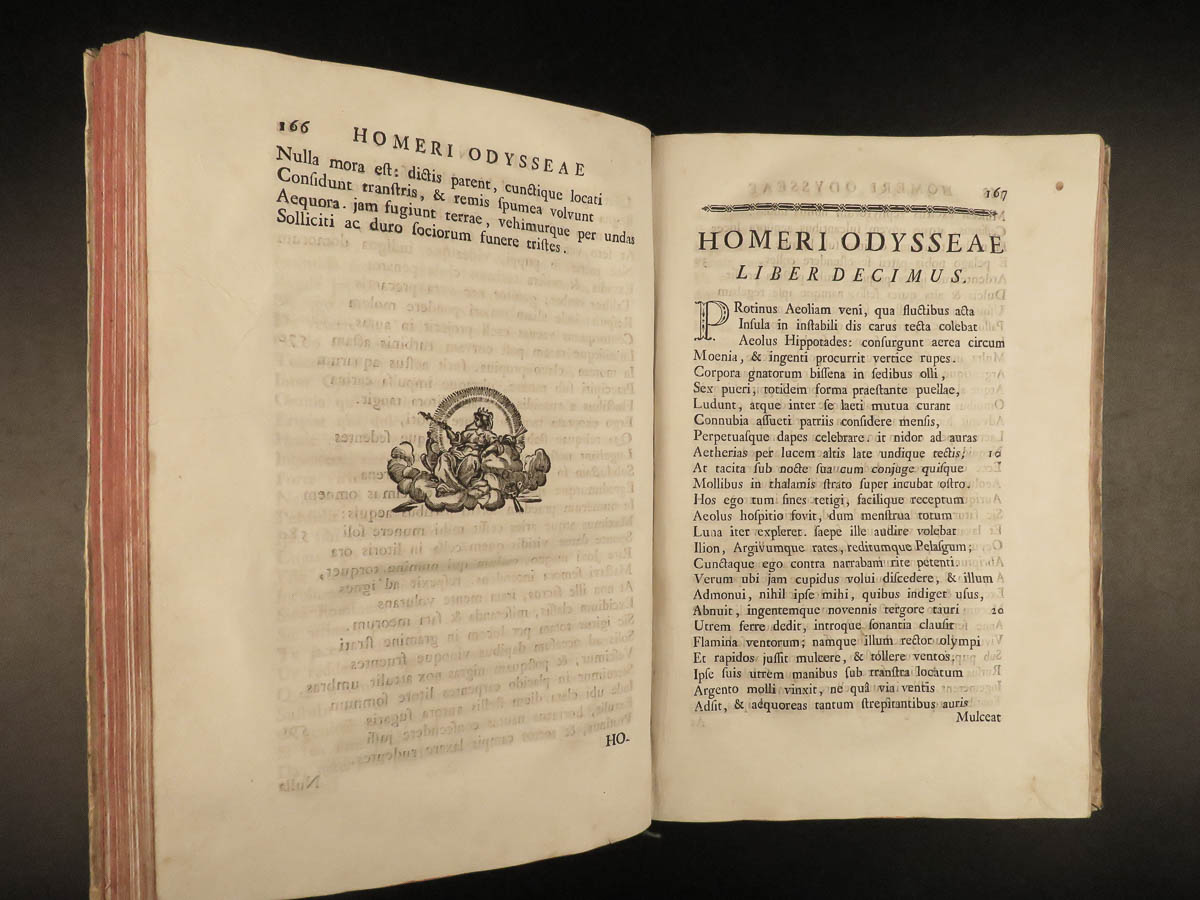 166 HOMERI ODYSSEAE
Nulla mora eſt: dictis parent, cunctique locati
Conſidunt tranſtris, & remis ſpumea volvunt
Aequora. jam fugiunt terrae, vehimurque per undas
Solliciti ac duro ſociorum funere triſtes.
HO-
167
HOMERI ODYSSEAE
LIBER DECIMUS.
PRotinus Aeoliam veni, qua fluctibus acta
Inſula in inſtabili dis carus tecta colebat
Aeolus Hippotades: conſurgunt aerea circum
Moenia, & ingenti procurrit vertice rupes.
Corpora gnatorum biſſena in ſedibus olli,
Sex pueri, totidem forma praeſtante puellae,
Ludunt, atque inter ſe laeti mutua curant
Connubia aſſueti patriis conſidere menſis,
Perpetuaſque dapes celebrare. it nidor ad auras
Aetherias per lucem altis late undique tectis; 10
At tacita ſub nocte ſua cum conjuge quiſque
Mollibus in thalamis ſtrato ſuper incubat oſtro.
Hos ego tum fines tetigi, facilique receptum
Aeolus hoſpitio fovit, dum menſtrua totum
Luna iter expleret. ſaepe ille audire volebat
Ilion, Argivumque rates, reditumque Pelaſgum;
Cunctaque ego contra narrabam rite petenti.
Verum ubi jam cupidus volui diſcedere, & illum
Admonui, nihil ipſe mihi, quibus indiget uſus,
Abnuit, ingentemque novennis tergore tauri 20
Utrem ferre dedit, introque ſonantia clauſit
Flamina ventorum; namque illum rector olympi
Et rapidos juſſit mulcere, & tollere ventos;
Ipſe ſuis utrem manibus ſub tranſtra locatum
Argento molli vinxit, ne quâ via ventis
Adſit, & aequoreas tantum ſtrepitantibus auris
Mulceat